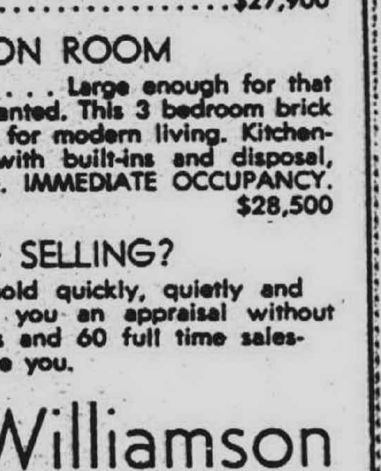 ...............$27,900
ON ROOM
.... Large enough for that
anted. This 3 bedroom brick
for modern living. Kitchen-
with built-ins and disposal,
. IMMEDIATE OCCUPANCY.
$28,500
SELLING?
old quickly, quietly and
you an appraisal without
s and 60 full time sales-
e you.
Williamson